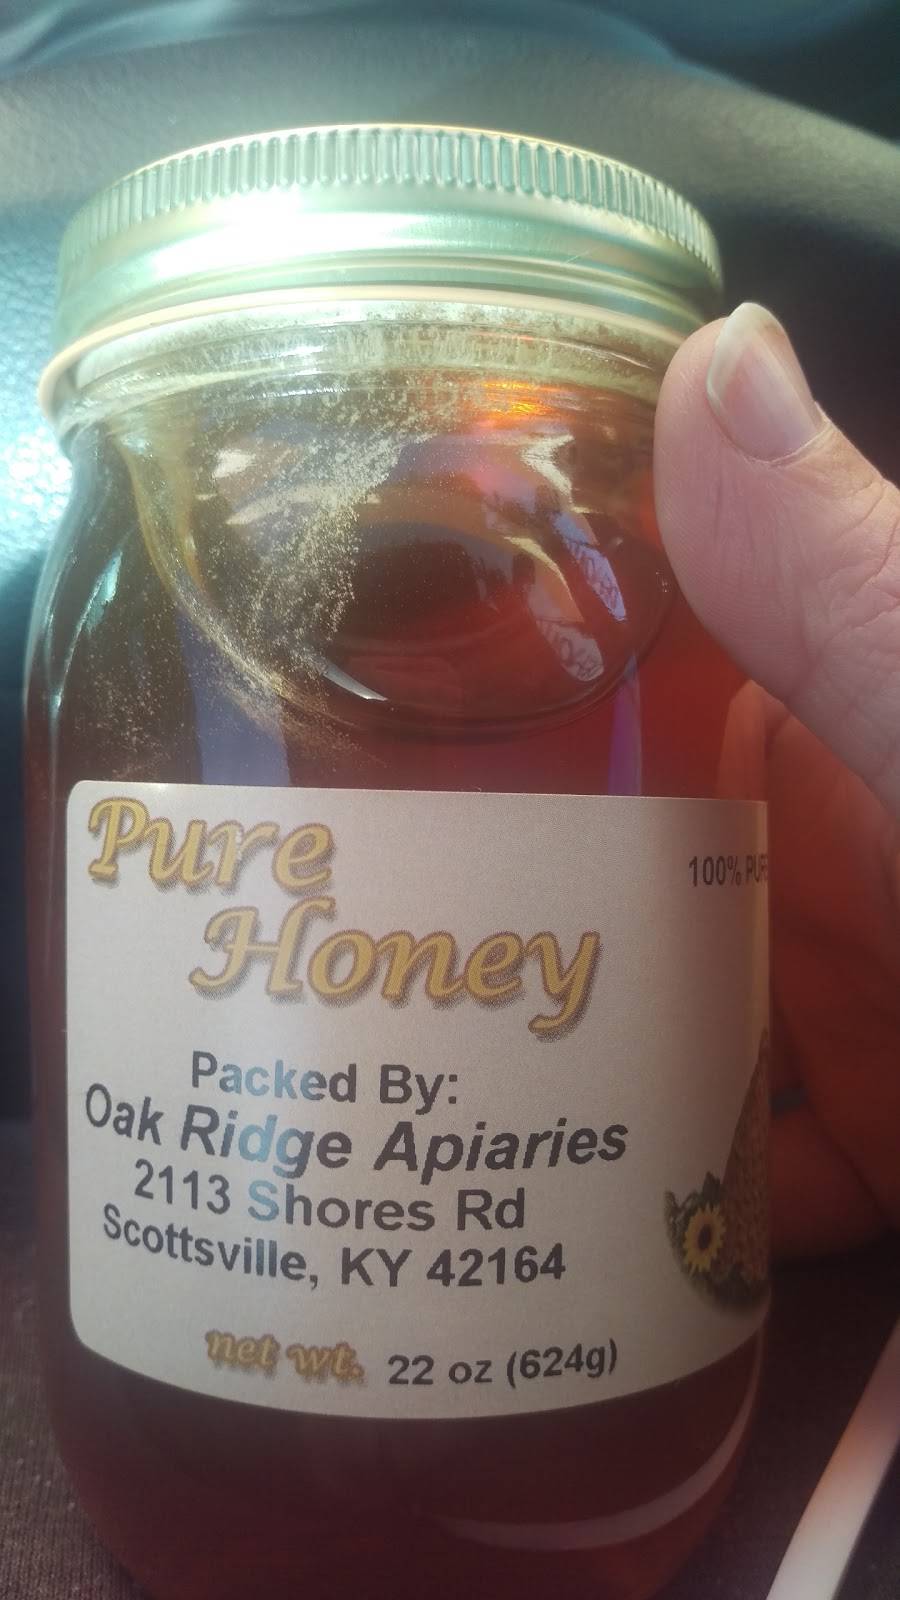 Pure
Honey
100% PURE
Packed By:
Oak Ridge Apiaries
2113 Shores Rd
Scottsville, KY 42164
net wt. 22 oz (624g)